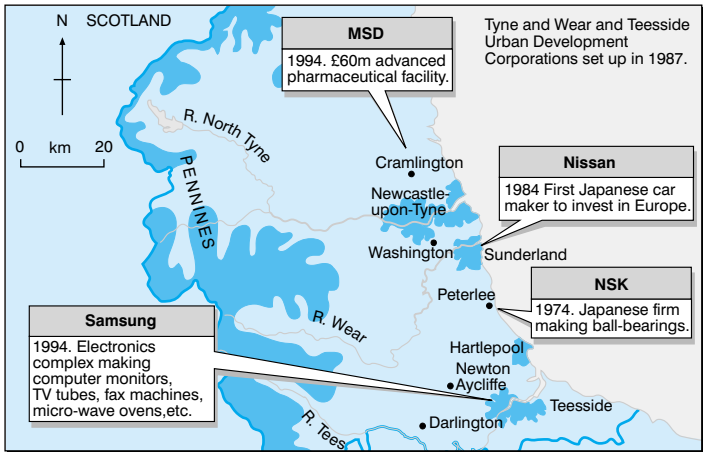 N SCOTLAND
MSD
1994. £60m advanced
pharmaceutical facility.
Tyne and Wear and Teesside
Urban Development
Corporations set up in 1987.
R. North Tyne
0 km 20
PENNINES
Cramlington
Newcastle-
upon-Tyne
Nissan
1984 First Japanese car
maker to invest in Europe.
Washington
Sunderland
NSK
1974. Japanese firm
making ball-bearings.
Peterlee
Samsung
1994. Electronics
complex making
computer monitors,
TV tubes, fax machines,
micro-wave ovens,etc.
R. Wear
Hartlepool
Newton
Aycliffe
Teesside
R. Tees
Darlington